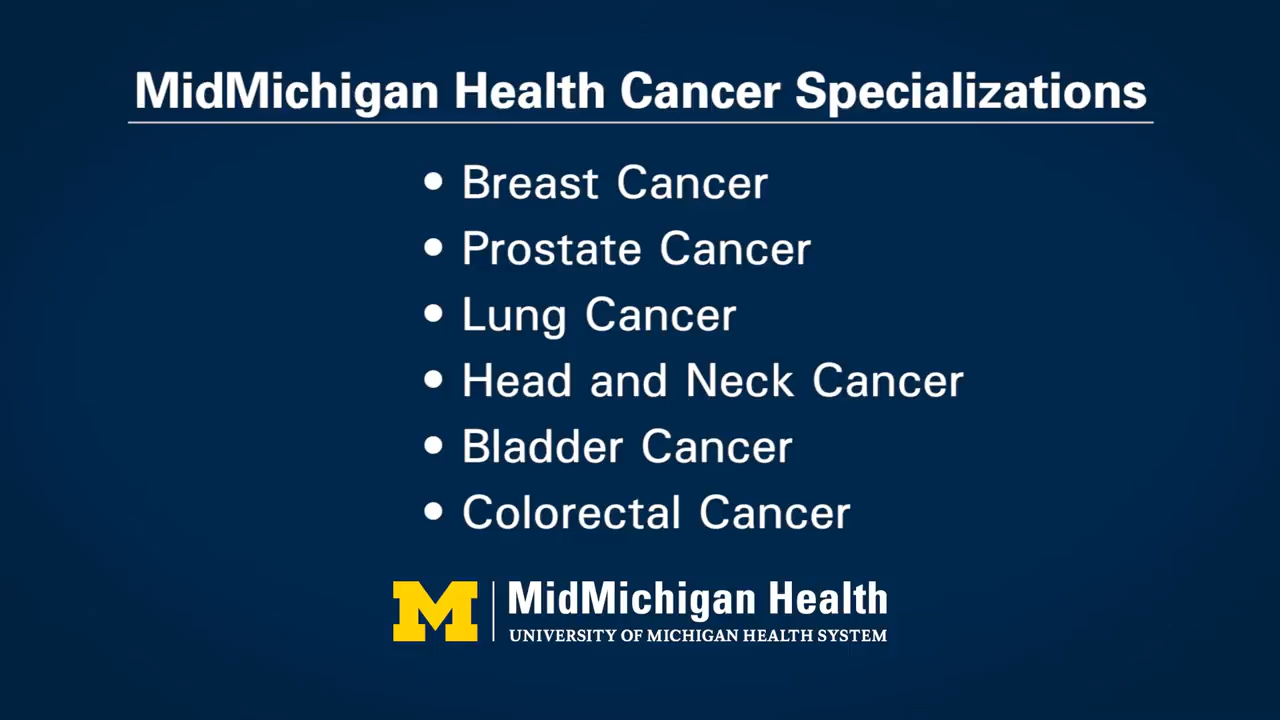 MidMichigan Health Cancer Specializations
• Breast Cancer
• Prostate Cancer
• Lung Cancer
• Head and Neck Cancer
• Bladder Cancer
• Colorectal Cancer
M MidMichigan Health
UNIVERSITY OF MICHIGAN HEALTH SYSTEM